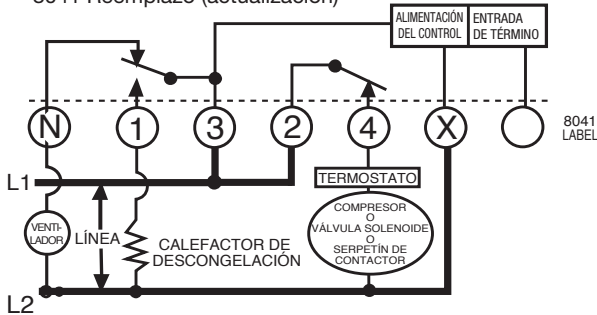 8041 Reemplazo (actualización)
ALIMENTACIÓN
DEL CONTROL
ENTRADA
DE TÉRMINO
N
1
3
2
4
X
8041
LABEL
L1
TERMOSTATO
VENTI-
LADOR
LÍNEA
CALEFACTOR DE
DESCONGELACIÓN
COMPRESOR
O
VÁLVULA SOLENOIDE
O
SERPETÍN DE
CONTACTOR
L2